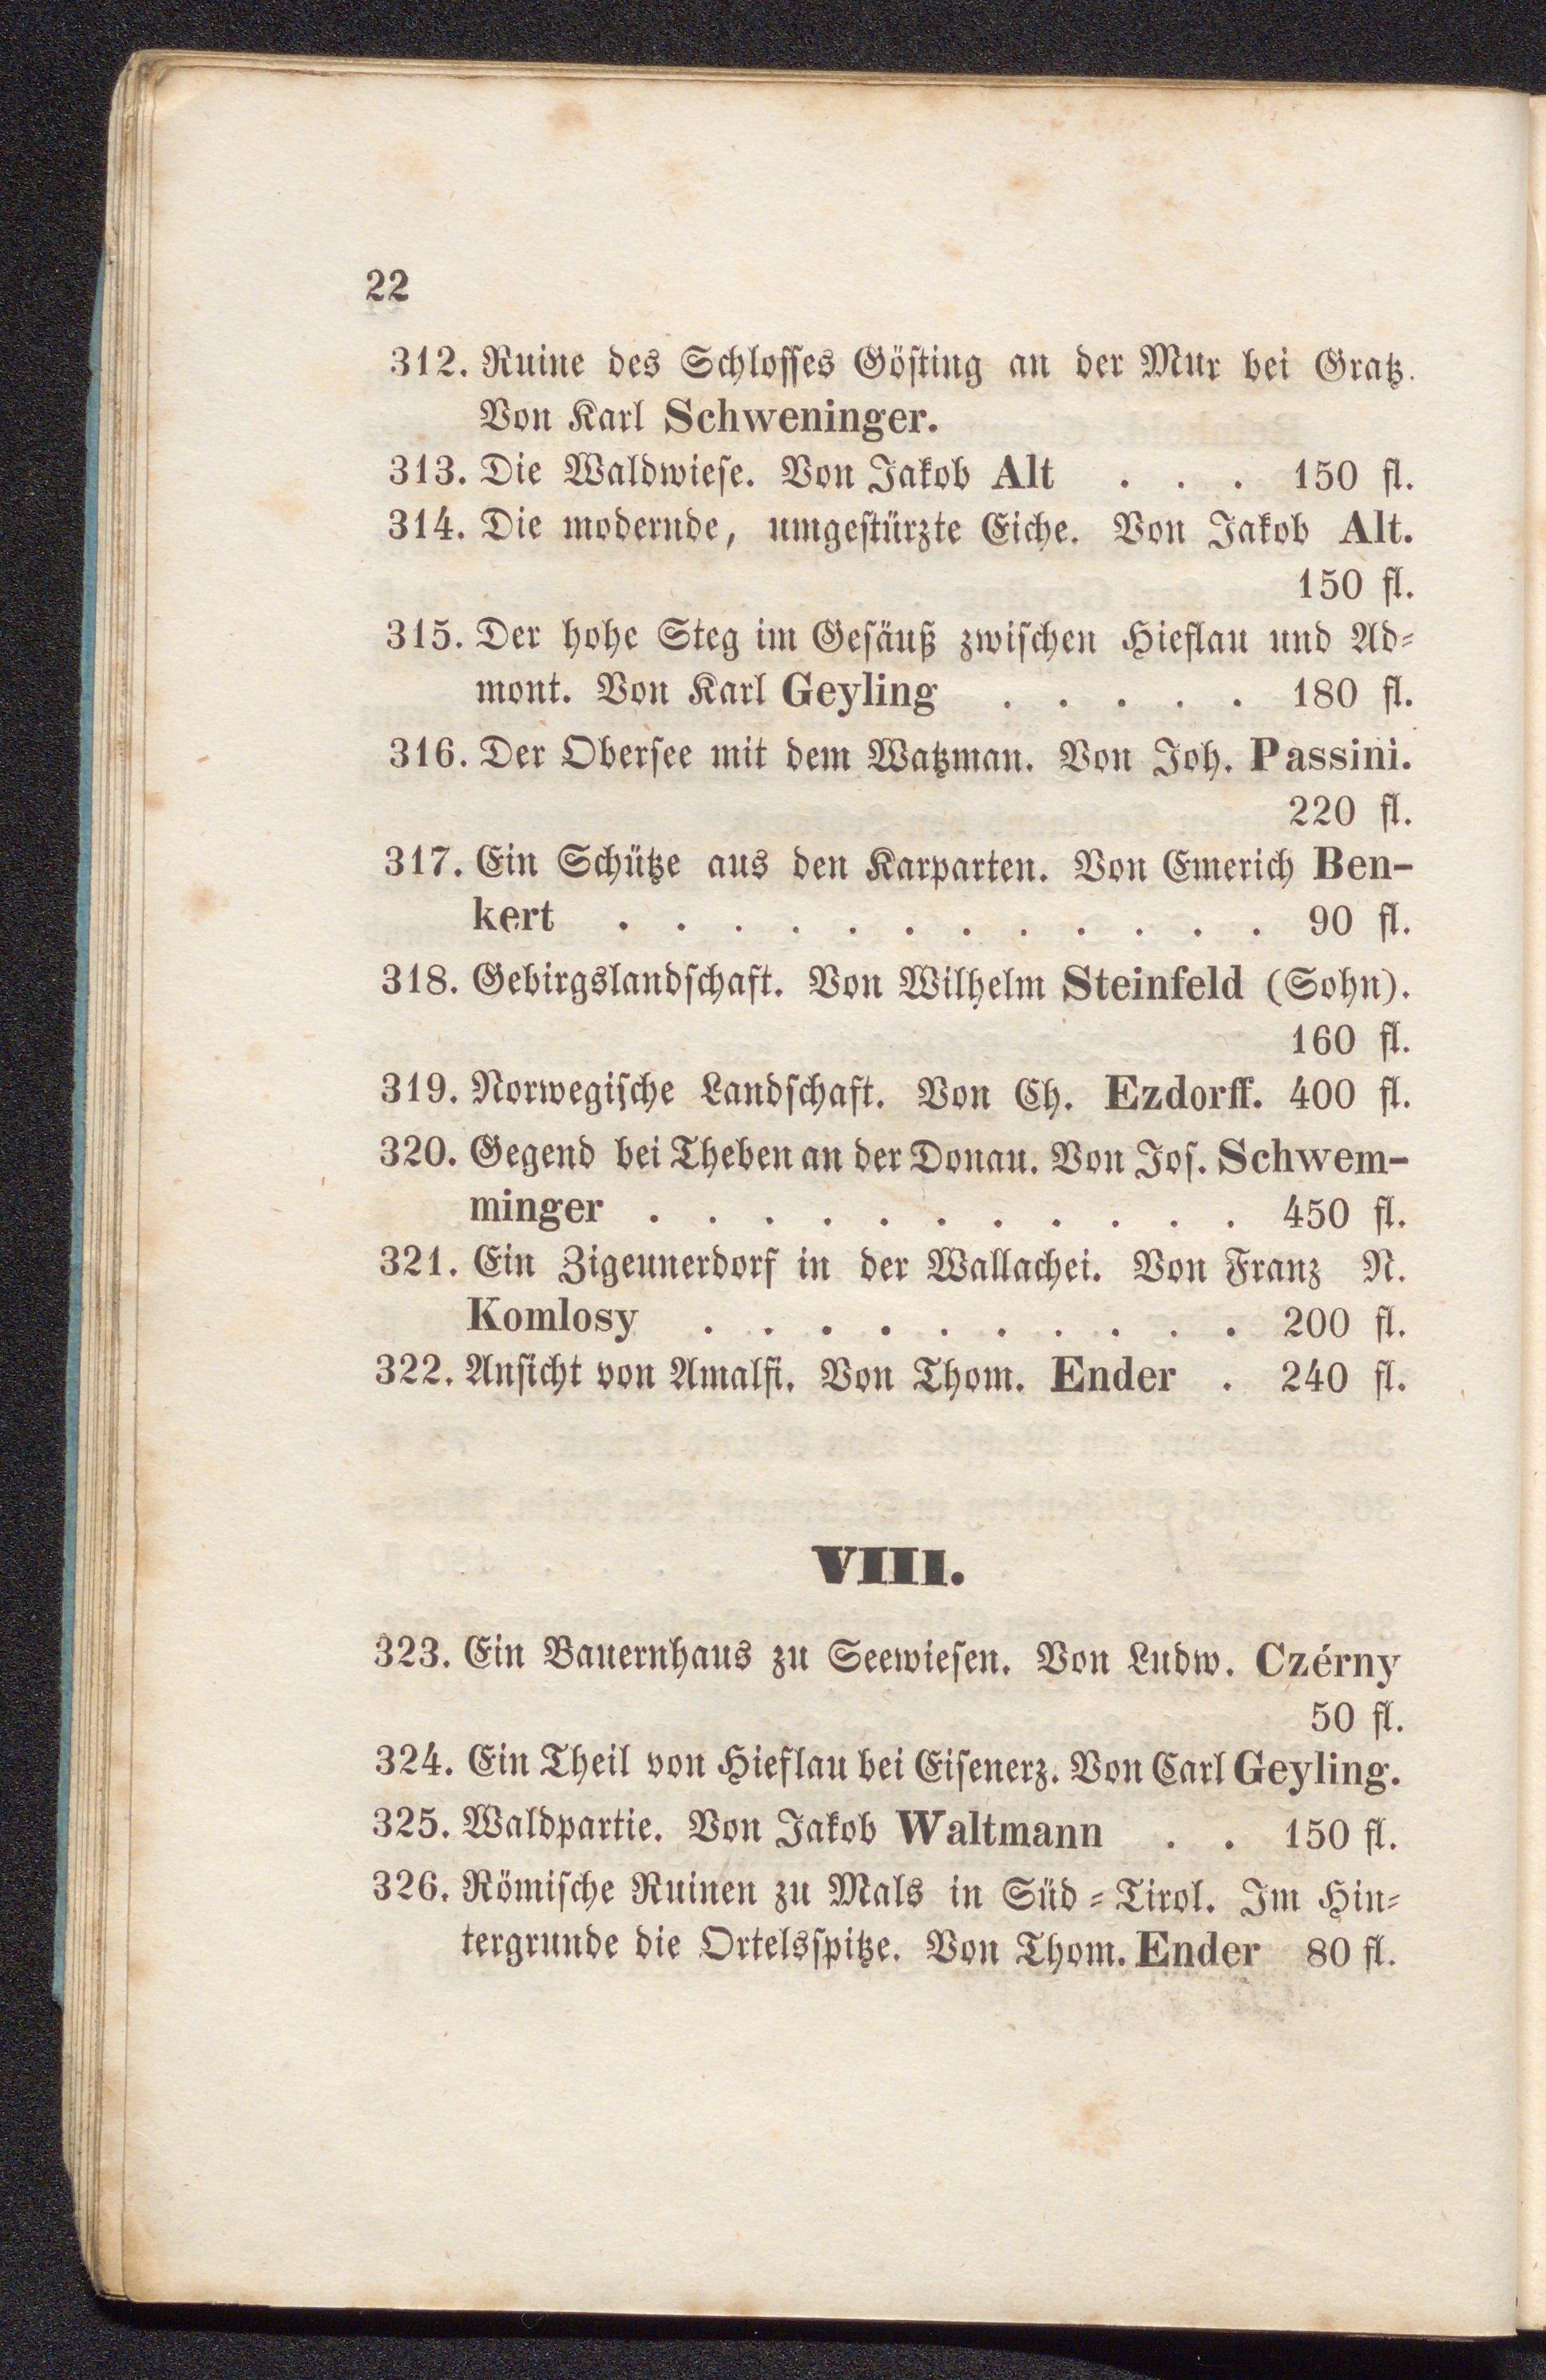 22
312. Ruine des Schlosses Gösting an der Mur bei Gratz.
Von Karl Schweninger.
313. Die Waldwiese. Von Jakob Alt . . . 150 fl.
314. Die modernde, umgestürzte Eiche. Von Jakob Alt.
150 fl.
315. Der hohe Steg im Gesäuß zwischen Hieflau und Ad-
mont. Von Karl Geyling . . . . . 180 fl.
316. Der Obersee mit dem Watzman. Von Joh. Passini.
220 fl.
317. Ein Schütze aus den Karparten. Von Emerich Ben-
kert . . . . . . . . . . . . 90 fl.
318. Gebirgslandschaft. Von Wilhelm Steinfeld (Sohn).
160 fl.
319. Norwegische Landschaft. Von Ch. Ezdorff. 400 fl.
320. Gegend bei Theben an der Donau. Von Jos. Schwem-
minger . . . . . . . . . . . 450 fl.
321. Ein Zigeunerdorf in der Wallachei. Von Franz N.
Komlosy . . . . . . . . . . 200 fl.
322. Ansicht von Amalfi. Von Thom. Ender . 240 fl.
VIII.
323. Ein Bauernhaus zu Seewiesen. Von Ludw. Czérny
50 fl.
324. Ein Theil von Hieflau bei Eisenerz. Von Carl Geyling.
325. Waldpartie. Von Jakob Waltmann . . 150 fl.
326. Römische Ruinen zu Mals in Süd-Tirol. Im Hin-
tergrunde die Ortelsspitze. Von Thom. Ender 80 fl.